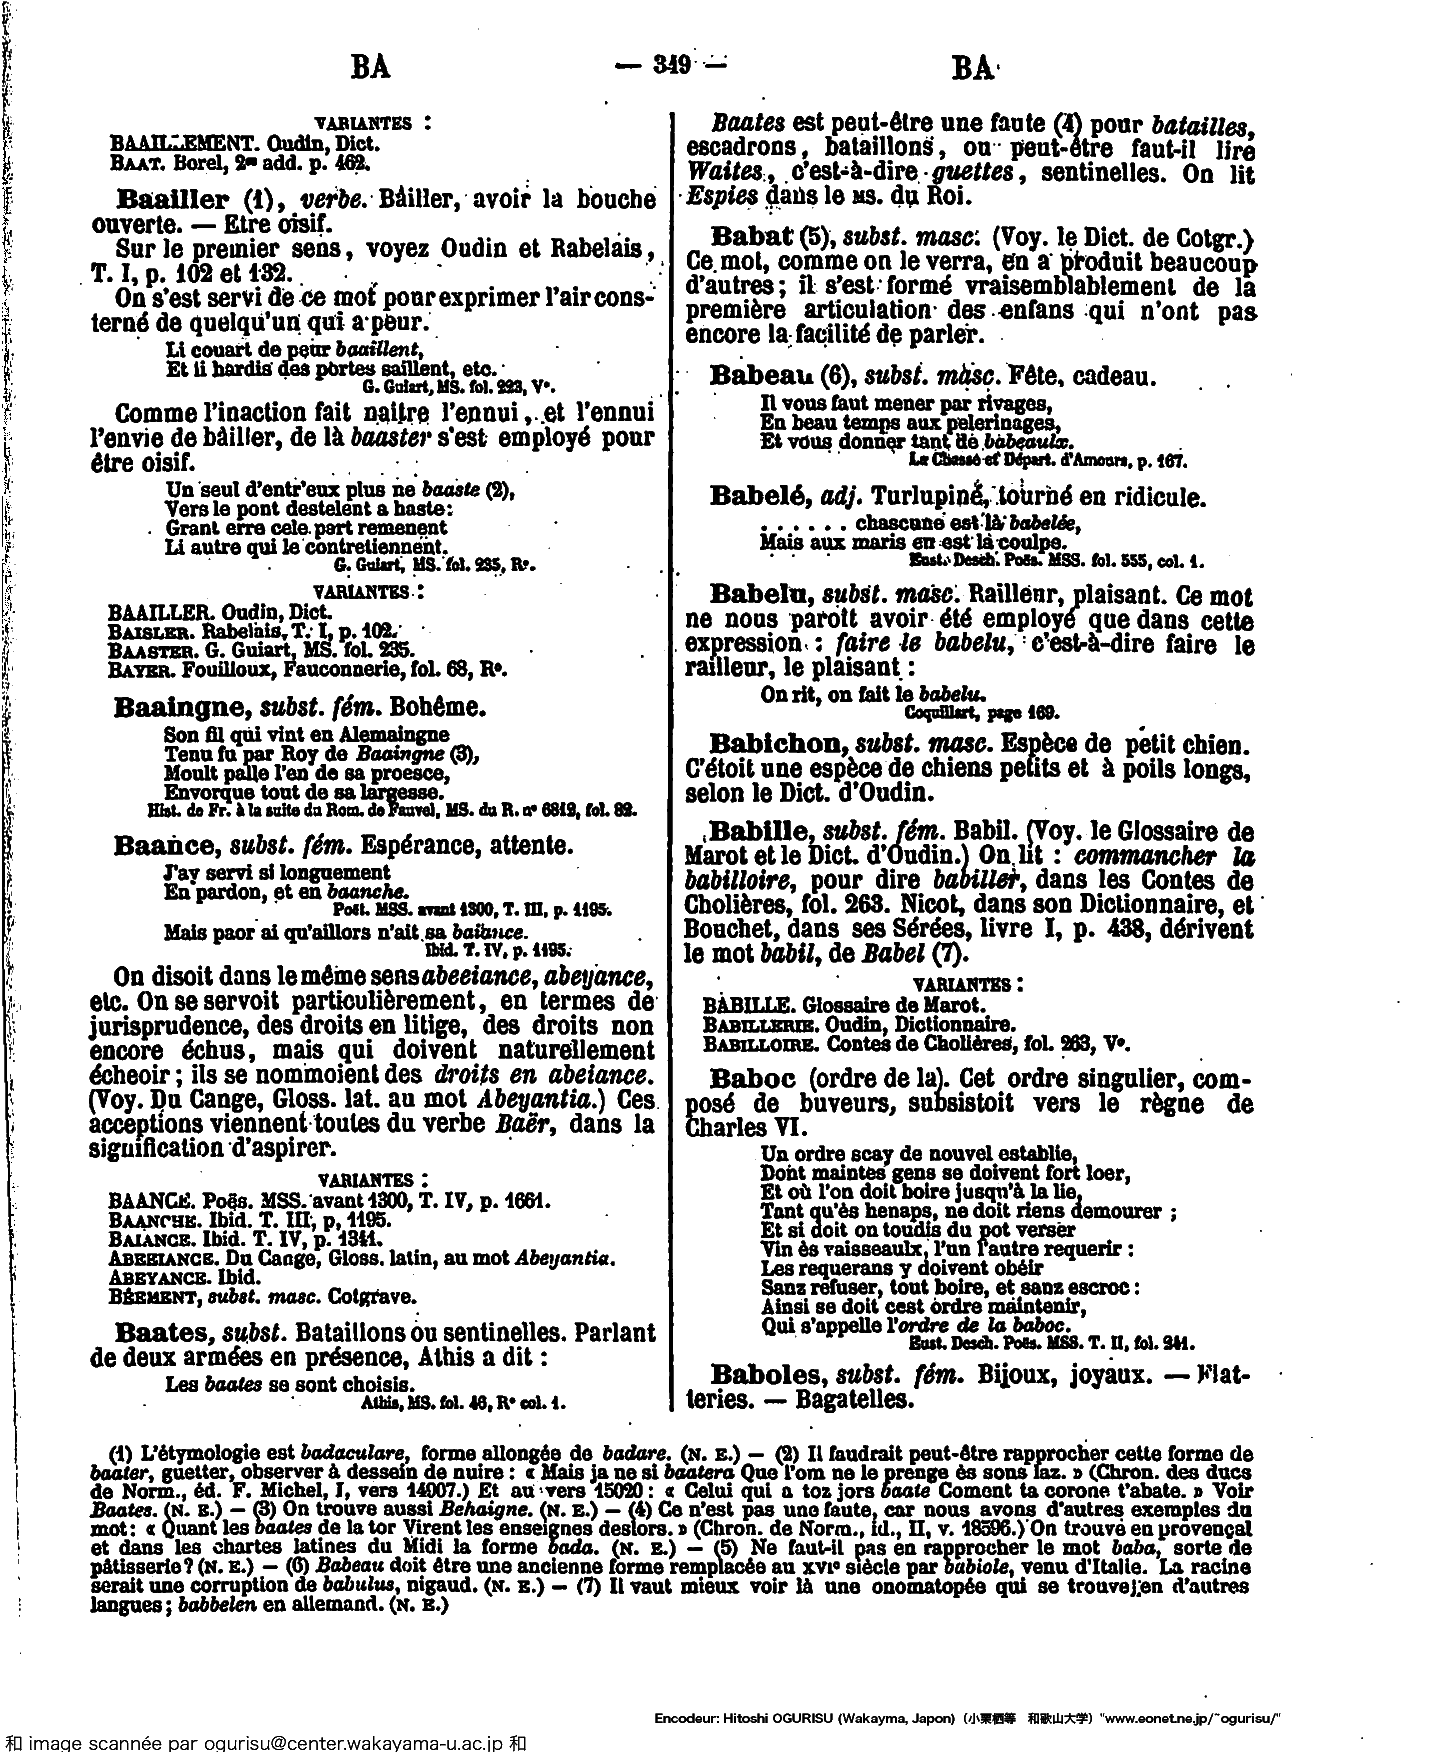 BA — 349 — BA
VARIANTES :
BAAILLEMENT. Oudin, Dict.
BAAT. Borel, 2es add. p. 462.
Baailler (1), verbe. Bâiller, avoir la bouche
ouverte. — Etre oisif.
Sur le premier sens, voyez Oudin et Rabelais,
T. I, p. 102 et 132.
On s'est servi de ce mot pour exprimer l'air cons-
terné de quelqu'un qui a peur.
Li couart de peur baaillent,
Et li hardis des portes saillent, etc.
G. Guiart, MS. fol. 223, Vº.
Comme l'inaction fait naître l'ennui, et l'ennui
l'envie de bâiller, de là baaster s'est employé pour
être oisif.
Un seul d'entr'eux plus ne baaste (2),
Vers le pont destelent a haste :
Grant erre cele part remenent
Li autre qui le contretiennent.
G. Guiart, MS. fol. 235, Rº.
VARIANTES :
BAAILLER. Oudin, Dict.
BAISLER. Rabelais, T. I, p. 102.
BAASTER. G. Guiart, MS. fol. 235.
BAYER. Fouilloux, Fauconnerie, fol. 68, Rº.
Baaingne, subst. fém. Bohême.
Son fil qui vint en Alemaingne
Tenu fu par Roy de Baaingne (3),
Moult palle l'en de sa proesce,
Envorque tout de sa largesse.
Hist. de Fr. à la suite du Rom. de Fauvel, MS. du R. nº 6812, fol. 82.
Baance, subst. fém. Espérance, attente.
J'ay servi si longuement
En pardon, et en baanche.
Poët. MSS. avant 1300, T. III, p. 1195.
Mais paor ai qu'aillors n'ait sa baïance.
Ibid. T. IV, p. 1195.
On disoit dans le même sens abeeiance, abeyance,
etc. On se servoit particulièrement, en termes de
jurisprudence, des droits en litige, des droits non
encore échus, mais qui doivent naturellement
écheoir ; ils se nommoient des droits en abeiance.
(Voy. Du Cange, Gloss. lat. au mot Abeyantia.) Ces
acceptions viennent toutes du verbe Baër, dans la
signification d'aspirer.
VARIANTES :
BAANCE. Poës. MSS. avant 1300, T. IV, p. 1661.
BAANCHE. Ibid. T. III, p. 1195.
BAIANCE. Ibid. T. IV, p. 1341.
ABEEIANCE. Du Cange, Gloss. latin, au mot Abeyantia.
ABEYANCE. Ibid.
BÉEMENT, subst. masc. Cotgrave.
Baates, subst. Bataillons ou sentinelles. Parlant
de deux armées en présence, Athis a dit :
Les baates se sont choisis.
Athis, MS. fol. 46, Rº col. 1.
Baates est peut-être une faute (4) pour batailles,
escadrons, bataillons, ou peut-être faut-il lire
Waites, c'est-à-dire guettes, sentinelles. On lit
Espies dans le MS. du Roi.
Babat (5), subst. masc. (Voy. le Dict. de Cotgr.)
Ce mot, comme on le verra, en a produit beaucoup
d'autres ; il s'est formé vraisemblablement de la
première articulation des enfans qui n'ont pas
encore la facilité de parler.
Babeau (6), subst. masc. Fête, cadeau.
Il vous faut mener par rivages,
En beau temps aux pelerinages,
Et vous donner tant de babeaulx.
Le Chasse et Départ. d'Amours, p. 167.
Babelé, adj. Turlupiné, tourné en ridicule.
. . . . . . chascune est là babelée,
Mais aux maris en est la coulpe.
Eust. Desch. Poës. MSS. fol. 555, col. 1.
Babelu, subst. masc. Railleur, plaisant. Ce mot
ne nous paroît avoir été employé que dans cette
expression : faire le babelu, c'est-à-dire faire le
railleur, le plaisant :
On rit, on fait le babelu.
Coquillart, page 169.
Babichon, subst. masc. Espèce de petit chien.
C'étoit une espèce de chiens petits et à poils longs,
selon le Dict. d'Oudin.
Babille, subst. fém. Babil. (Voy. le Glossaire de
Marot et le Dict. d'Oudin.) On lit : commancher la
babilloire, pour dire babiller, dans les Contes de
Cholières, fol. 263. Nicot, dans son Dictionnaire, et
Bouchet, dans ses Sérées, livre I, p. 438, dérivent
le mot babil, de Babel (7).
VARIANTES :
BABILLE. Glossaire de Marot.
BABILLERIE. Oudin, Dictionnaire.
BABILLOIRE. Contes de Cholières, fol. 263, Vº.
Baboc (ordre de la). Cet ordre singulier, com-
posé de buveurs, subsistoit vers le règne de
Charles VI.
Un ordre scay de nouvel establie,
Dont maintes gens se doivent fort loer,
Et où l'on doit boire jusqu'à la lie,
Tant qu'ès henaps, ne doit riens demourer ;
Et si doit on toudis du pot verser
Vin ès vaisseaulx, l'un l'autre requerir :
Les requerans y doivent obéir
Sanz refuser, tout boire, et sanz escroc :
Ainsi se doit cest ordre maintenir,
Qui s'appelle l'ordre de la baboc.
Eust. Desch. Poës. MSS. T. II, fol. 241.
Baboles, subst. fém. Bijoux, joyaux. — Flat-
teries. — Bagatelles.
(1) L'étymologie est badaculare, forme allongée de badare. (N. E.) — (2) Il faudrait peut-être rapprocher cette forme de
baater, guetter, observer à dessein de nuire : « Mais ja ne si baatera Que l'om ne le prenge ès sons laz. » (Chron. des ducs
de Norm., éd. F. Michel, I, vers 14007.) Et au vers 15020 : « Celui qui a toz jors baate Coment ta corone t'abate. » Voir
Baates. (N. E.) — (3) On trouve aussi Behaigne. (N. E.) — (4) Ce n'est pas une faute, car nous avons d'autres exemples du
mot : « Quant les baates de la tor Virent les enseignes deslors. » (Chron. de Norm., id., II, v. 18596.) On trouve en provençal
et dans les chartes latines du Midi la forme bada. (N. E.) — (5) Ne faut-il pas en rapprocher le mot baba, sorte de
pâtisserie ? (N. E.) — (6) Babeau doit être une ancienne forme remplacée au XVIe siècle par babiole, venu d'Italie. La racine
serait une corruption de babulus, nigaud. (N. E.) — (7) Il vaut mieux voir là une onomatopée qui se trouve en d'autres
langues ; babbelen en allemand. (N. E.)
Encodeur: Hitoshi OGURISU (Wakayma, Japon) (小栗栖等 和歌山大学) "www.eonet.ne.jp/~ogurisu/"
和 image scannée par ogurisu@center.wakayama-u.ac.jp 和